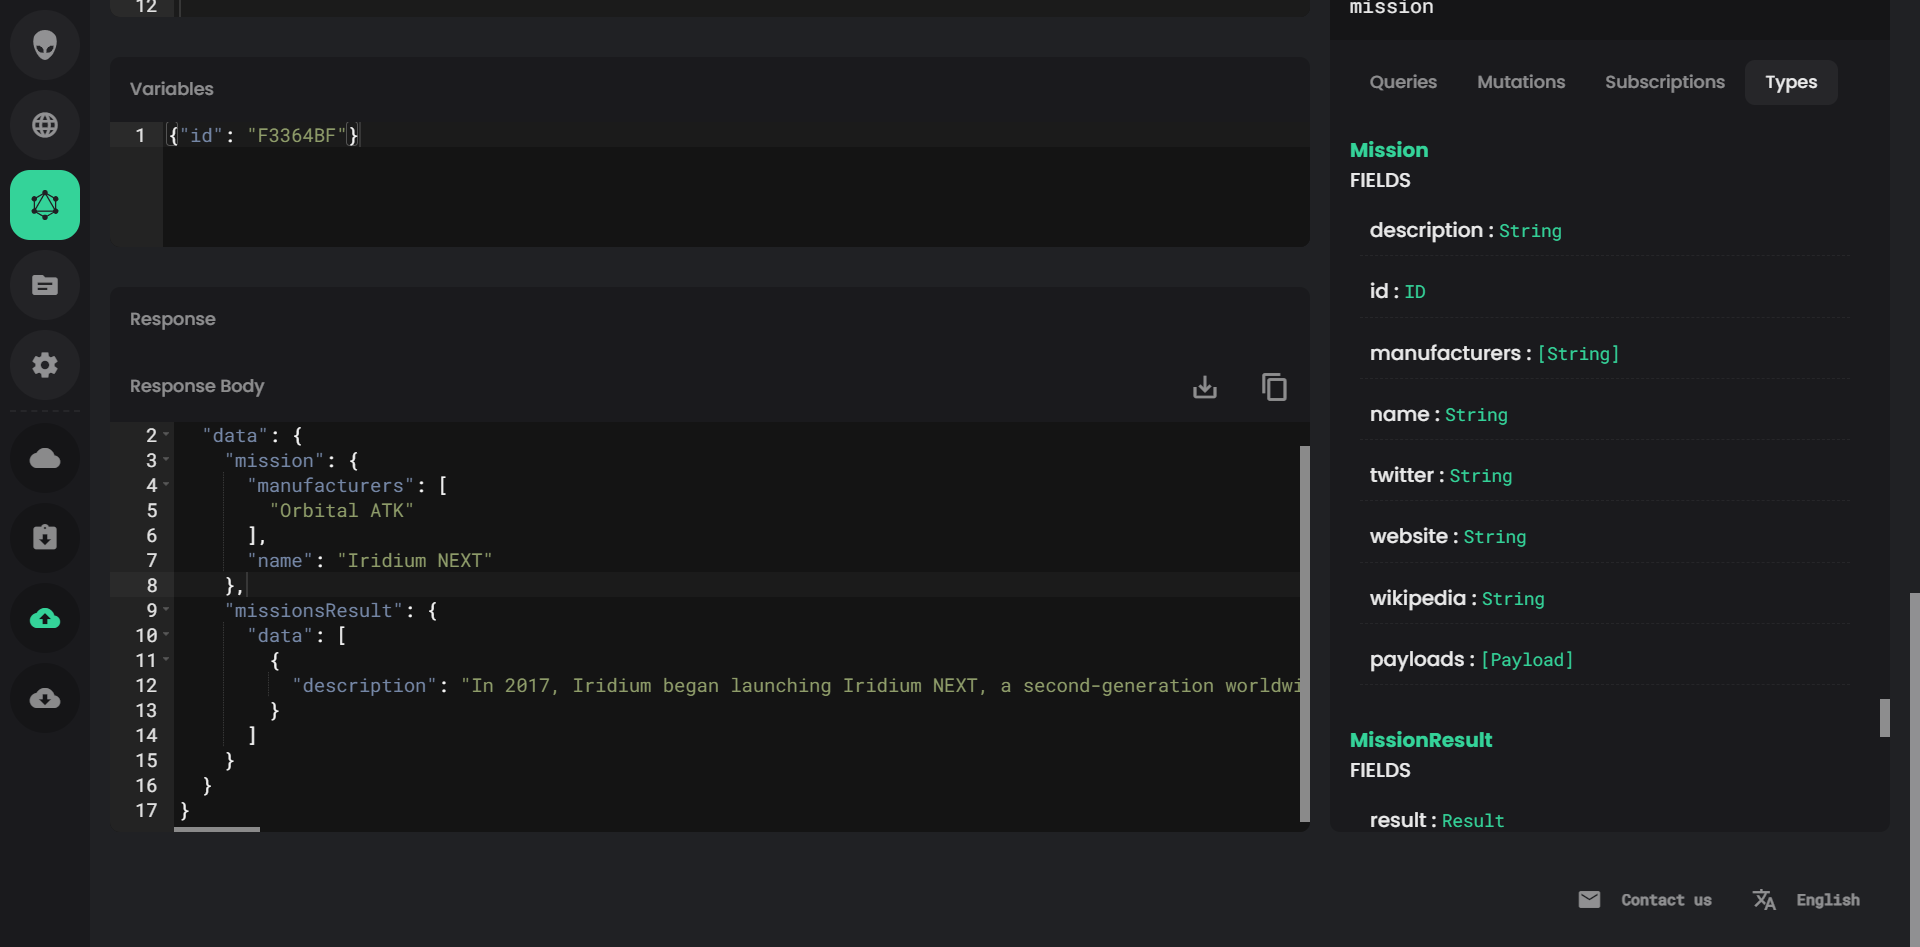 12
Variables
1 {"id": "F3364BF"}
Response
Response Body
2 "data": {
3 "mission": {
4 "manufacturers": [
5 "Orbital ATK"
6 ],
7 "name": "Iridium NEXT"
8 },
9 "missionsResult": {
10 "data": [
11 {
12 "description": "In 2017, Iridium began launching Iridium NEXT, a second-generation worldwi
13 }
14 ]
15 }
16 }
17 }
mission
Queries Mutations Subscriptions Types
Mission
FIELDS
description : String
id : ID
manufacturers : [String]
name : String
twitter : String
website : String
wikipedia : String
payloads : [Payload]
MissionResult
FIELDS
result : Result
Contact us English